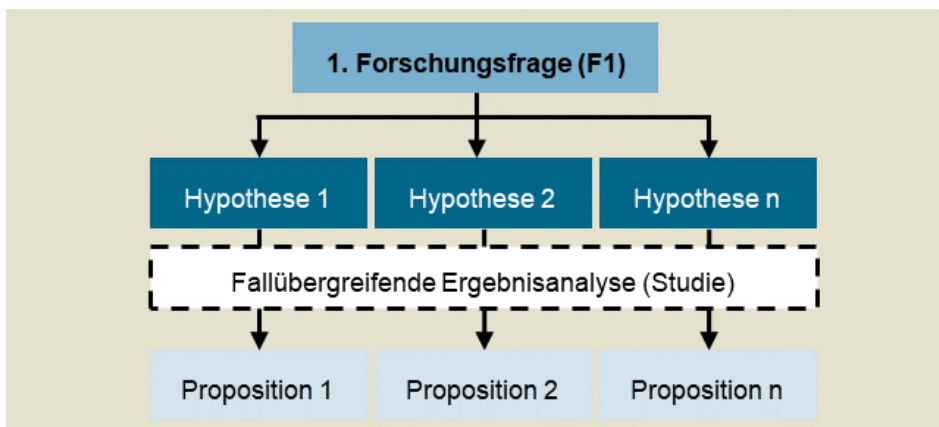 1. Forschungsfrage (F1)
Hypothese 1
Hypothese 2
Hypothese n
Fallübergreifende Ergebnisanalyse (Studie)
Proposition 1
Proposition 2
Proposition n